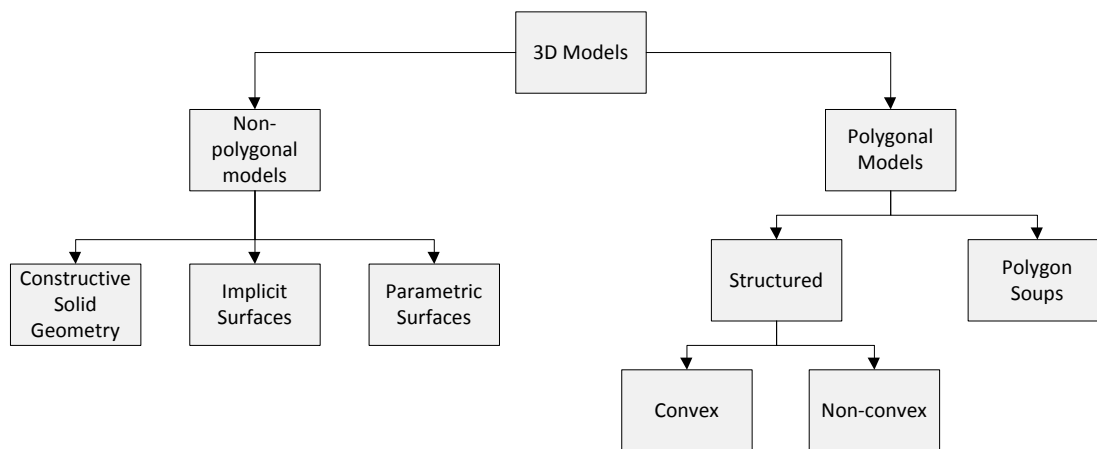 3D Models
Non-
polygonal
models
Polygonal
Models
Constructive
Solid
Geometry
Implicit
Surfaces
Parametric
Surfaces
Structured
Polygon
Soups
Convex
Non-convex